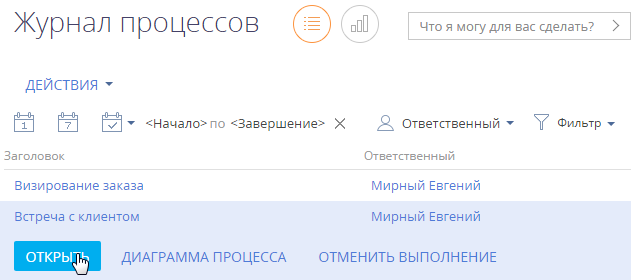 Журнал процессов
Что я могу для вас сделать?
ДЕЙСТВИЯ
1 7 <Начало> по <Завершение> Ответственный Фильтр
Заголовок Ответственный
Визирование заказа Мирный Евгений
Встреча с клиентом Мирный Евгений
ОТКРЫТЬ ДИАГРАММА ПРОЦЕССА ОТМЕНИТЬ ВЫПОЛНЕНИЕ